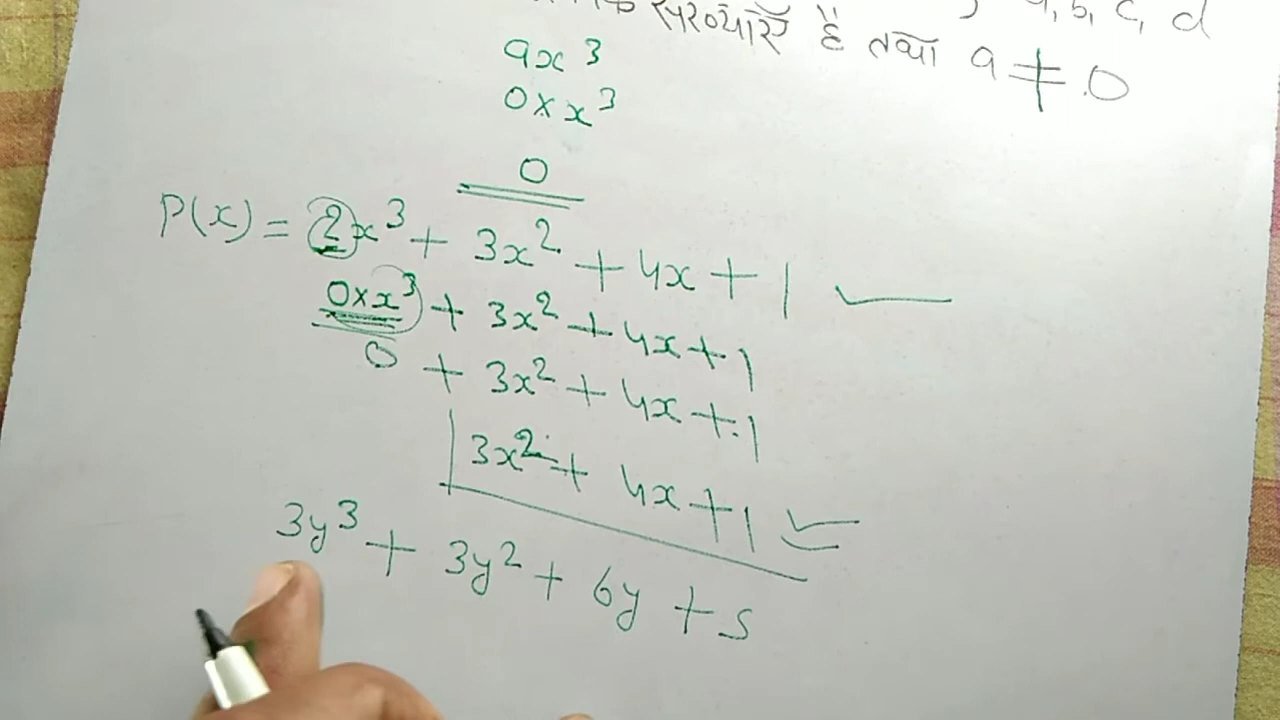 संख्याएँ है तथा a ≠ 0
a, b, c, d
ax³
0×x³
0
P(x) = 2x³ + 3x² + 4x + 1
0×x³ + 3x² + 4x + 1
0 + 3x² + 4x + 1
3x² + 4x + 1
3y³ + 3y² + 6y + 5